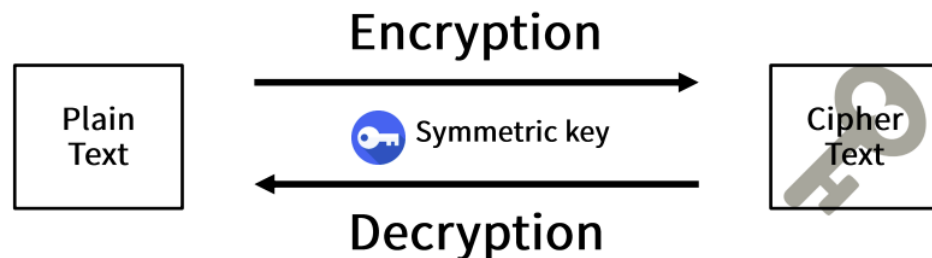 Encryption
Plain
Text
Symmetric key
Cipher
Text
Decryption